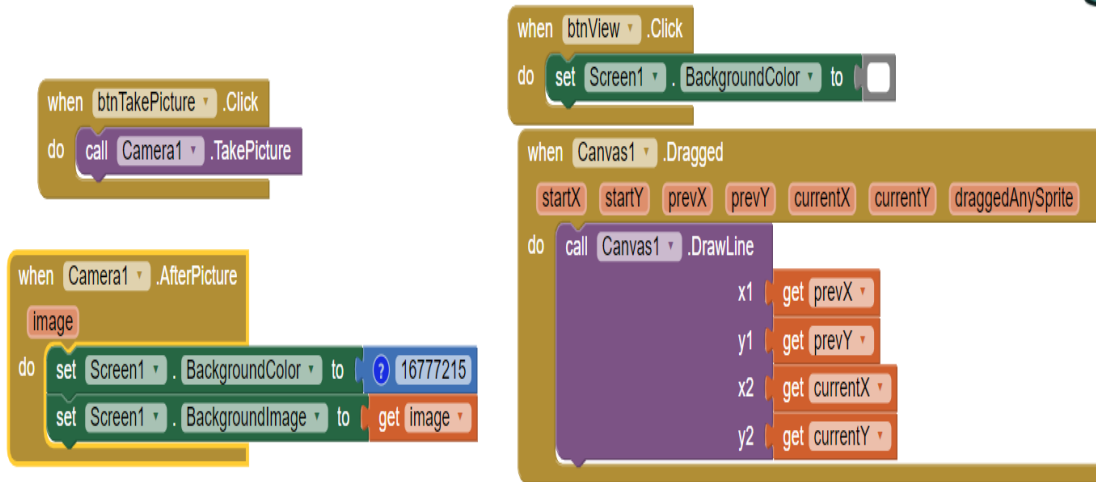 when btnTakePicture .Click
do call Camera1 .TakePicture
when Camera1 .AfterPicture
image
do set Screen1 . BackgroundColor to ? 16777215
set Screen1 . BackgroundImage to get image
when btnView .Click
do set Screen1 . BackgroundColor to
when Canvas1 .Dragged
startX startY prevX prevY currentX currentY draggedAnySprite
do call Canvas1 .DrawLine
x1 get prevX
y1 get prevY
x2 get currentX
y2 get currentY